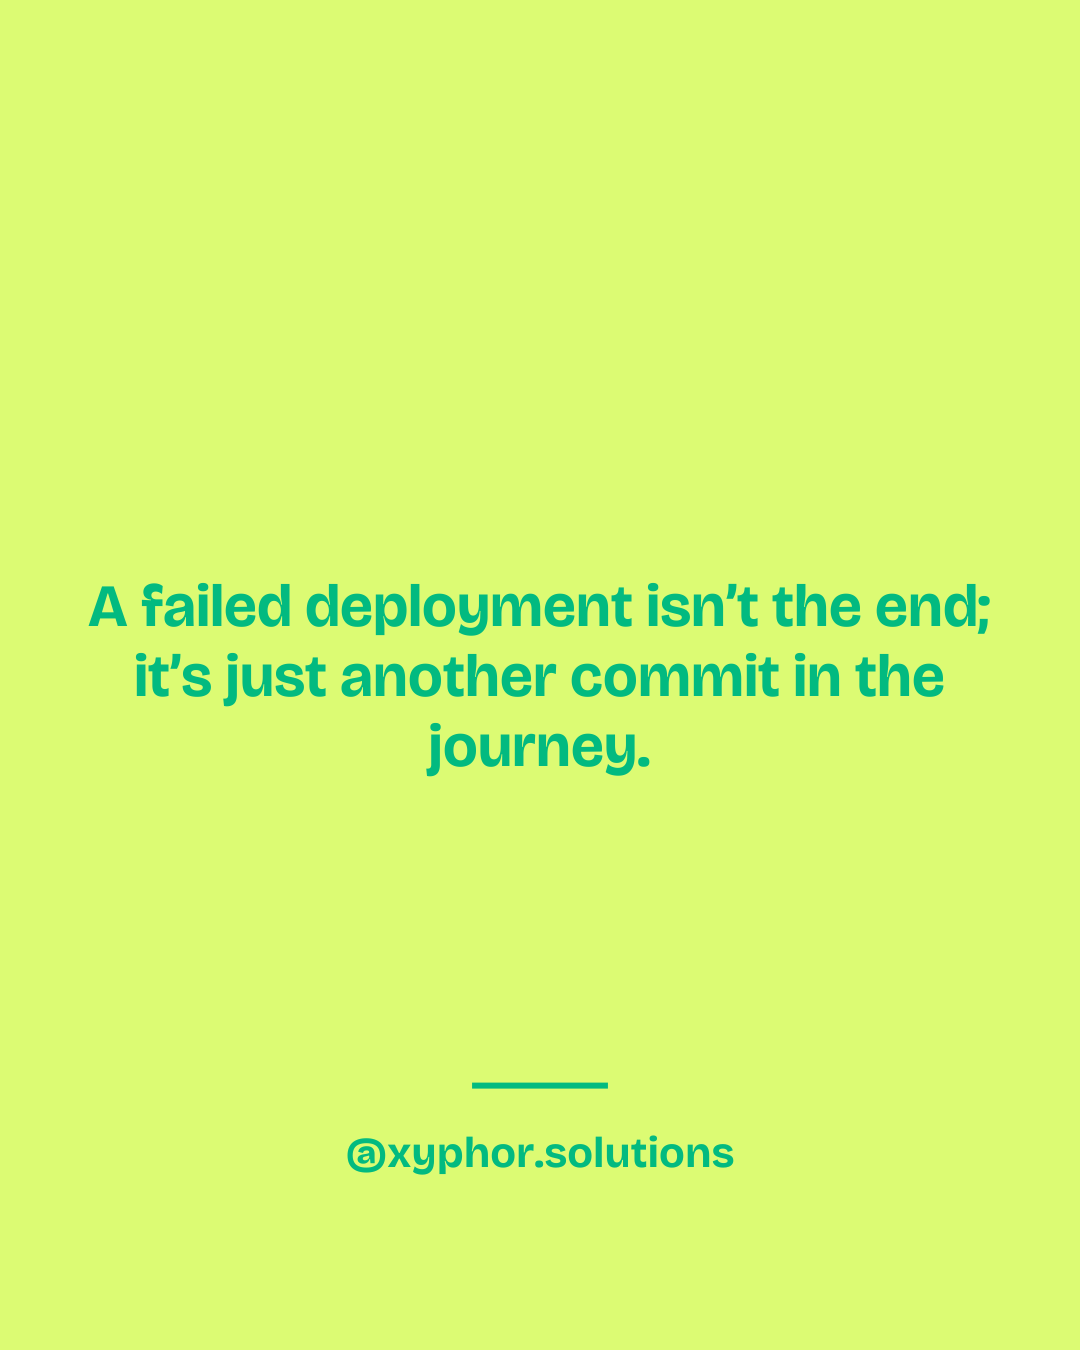 A failed deployment isn’t the end;
it’s just another commit in the
journey.
@xyphor.solutions